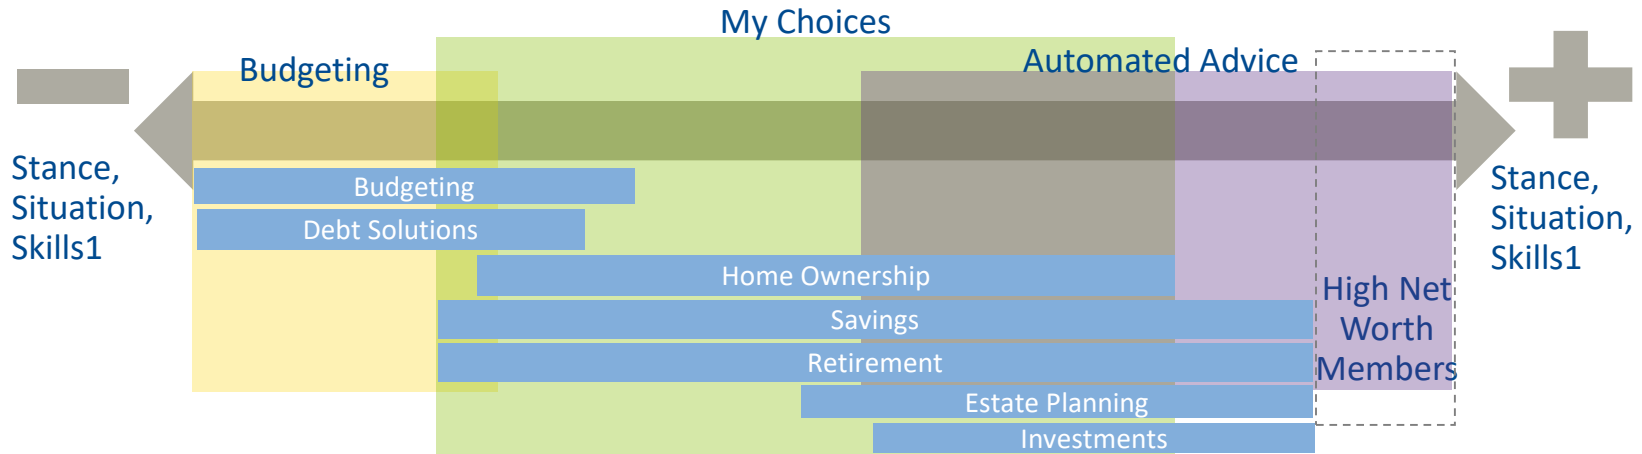 My Choices
Budgeting
Automated Advice
Stance,
Situation,
Skills1
Stance,
Situation,
Skills1
Budgeting
Debt Solutions
Home Ownership
Savings
Retirement
Estate Planning
Investments
High Net
Worth
Members